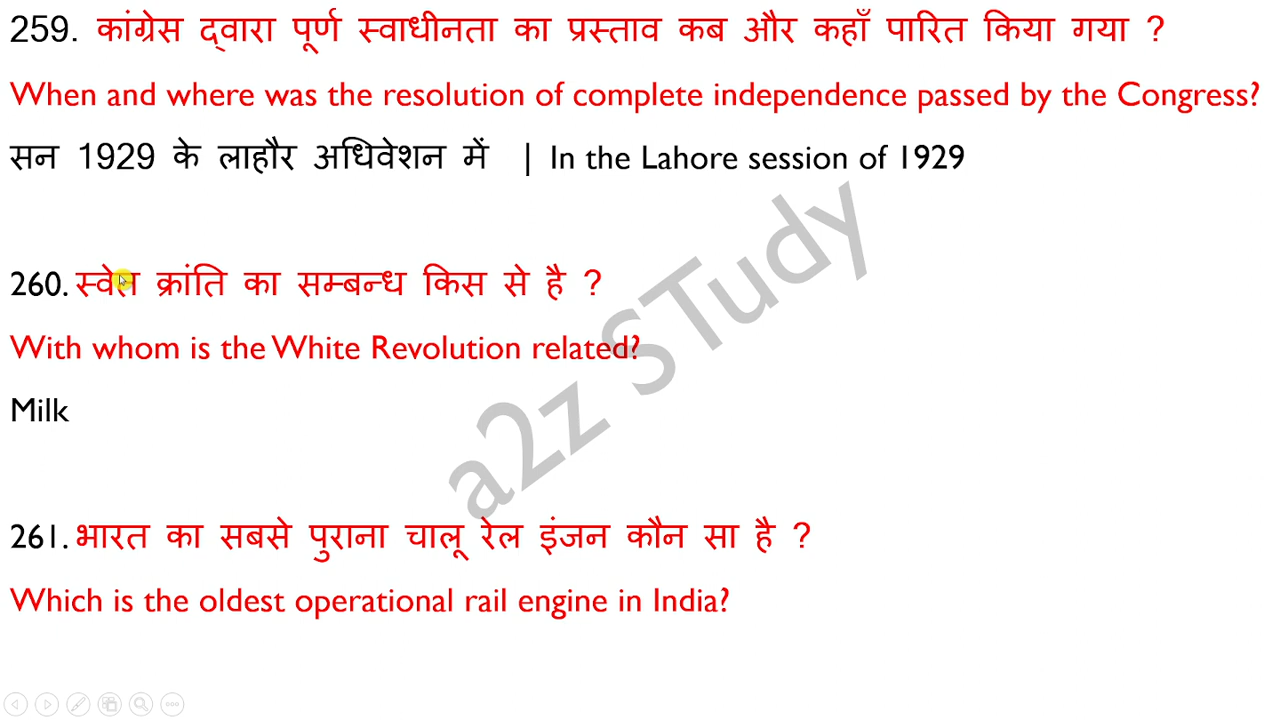 259. कांग्रेस द्वारा पूर्ण स्वाधीनता का प्रस्ताव कब और कहाँ पारित किया गया ?
When and where was the resolution of complete independence passed by the Congress?
सन 1929 के लाहौर अधिवेशन में | In the Lahore session of 1929
260. स्वेत क्रांति का सम्बन्ध किस से है ?
With whom is the White Revolution related?
Milk
a2z STudy
261. भारत का सबसे पुराना चालू रेल इंजन कौन सा है ?
Which is the oldest operational rail engine in India?